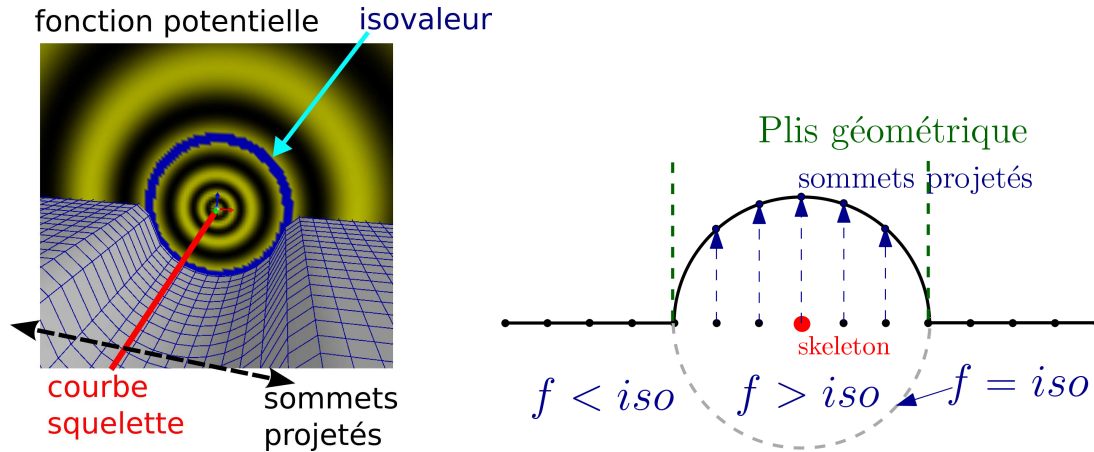 fonction potentielle
isovaleur
courbe
squelette
sommets
projetés
Plis géométrique
sommets projetés
skeleton
f < iso
f > iso
f = iso